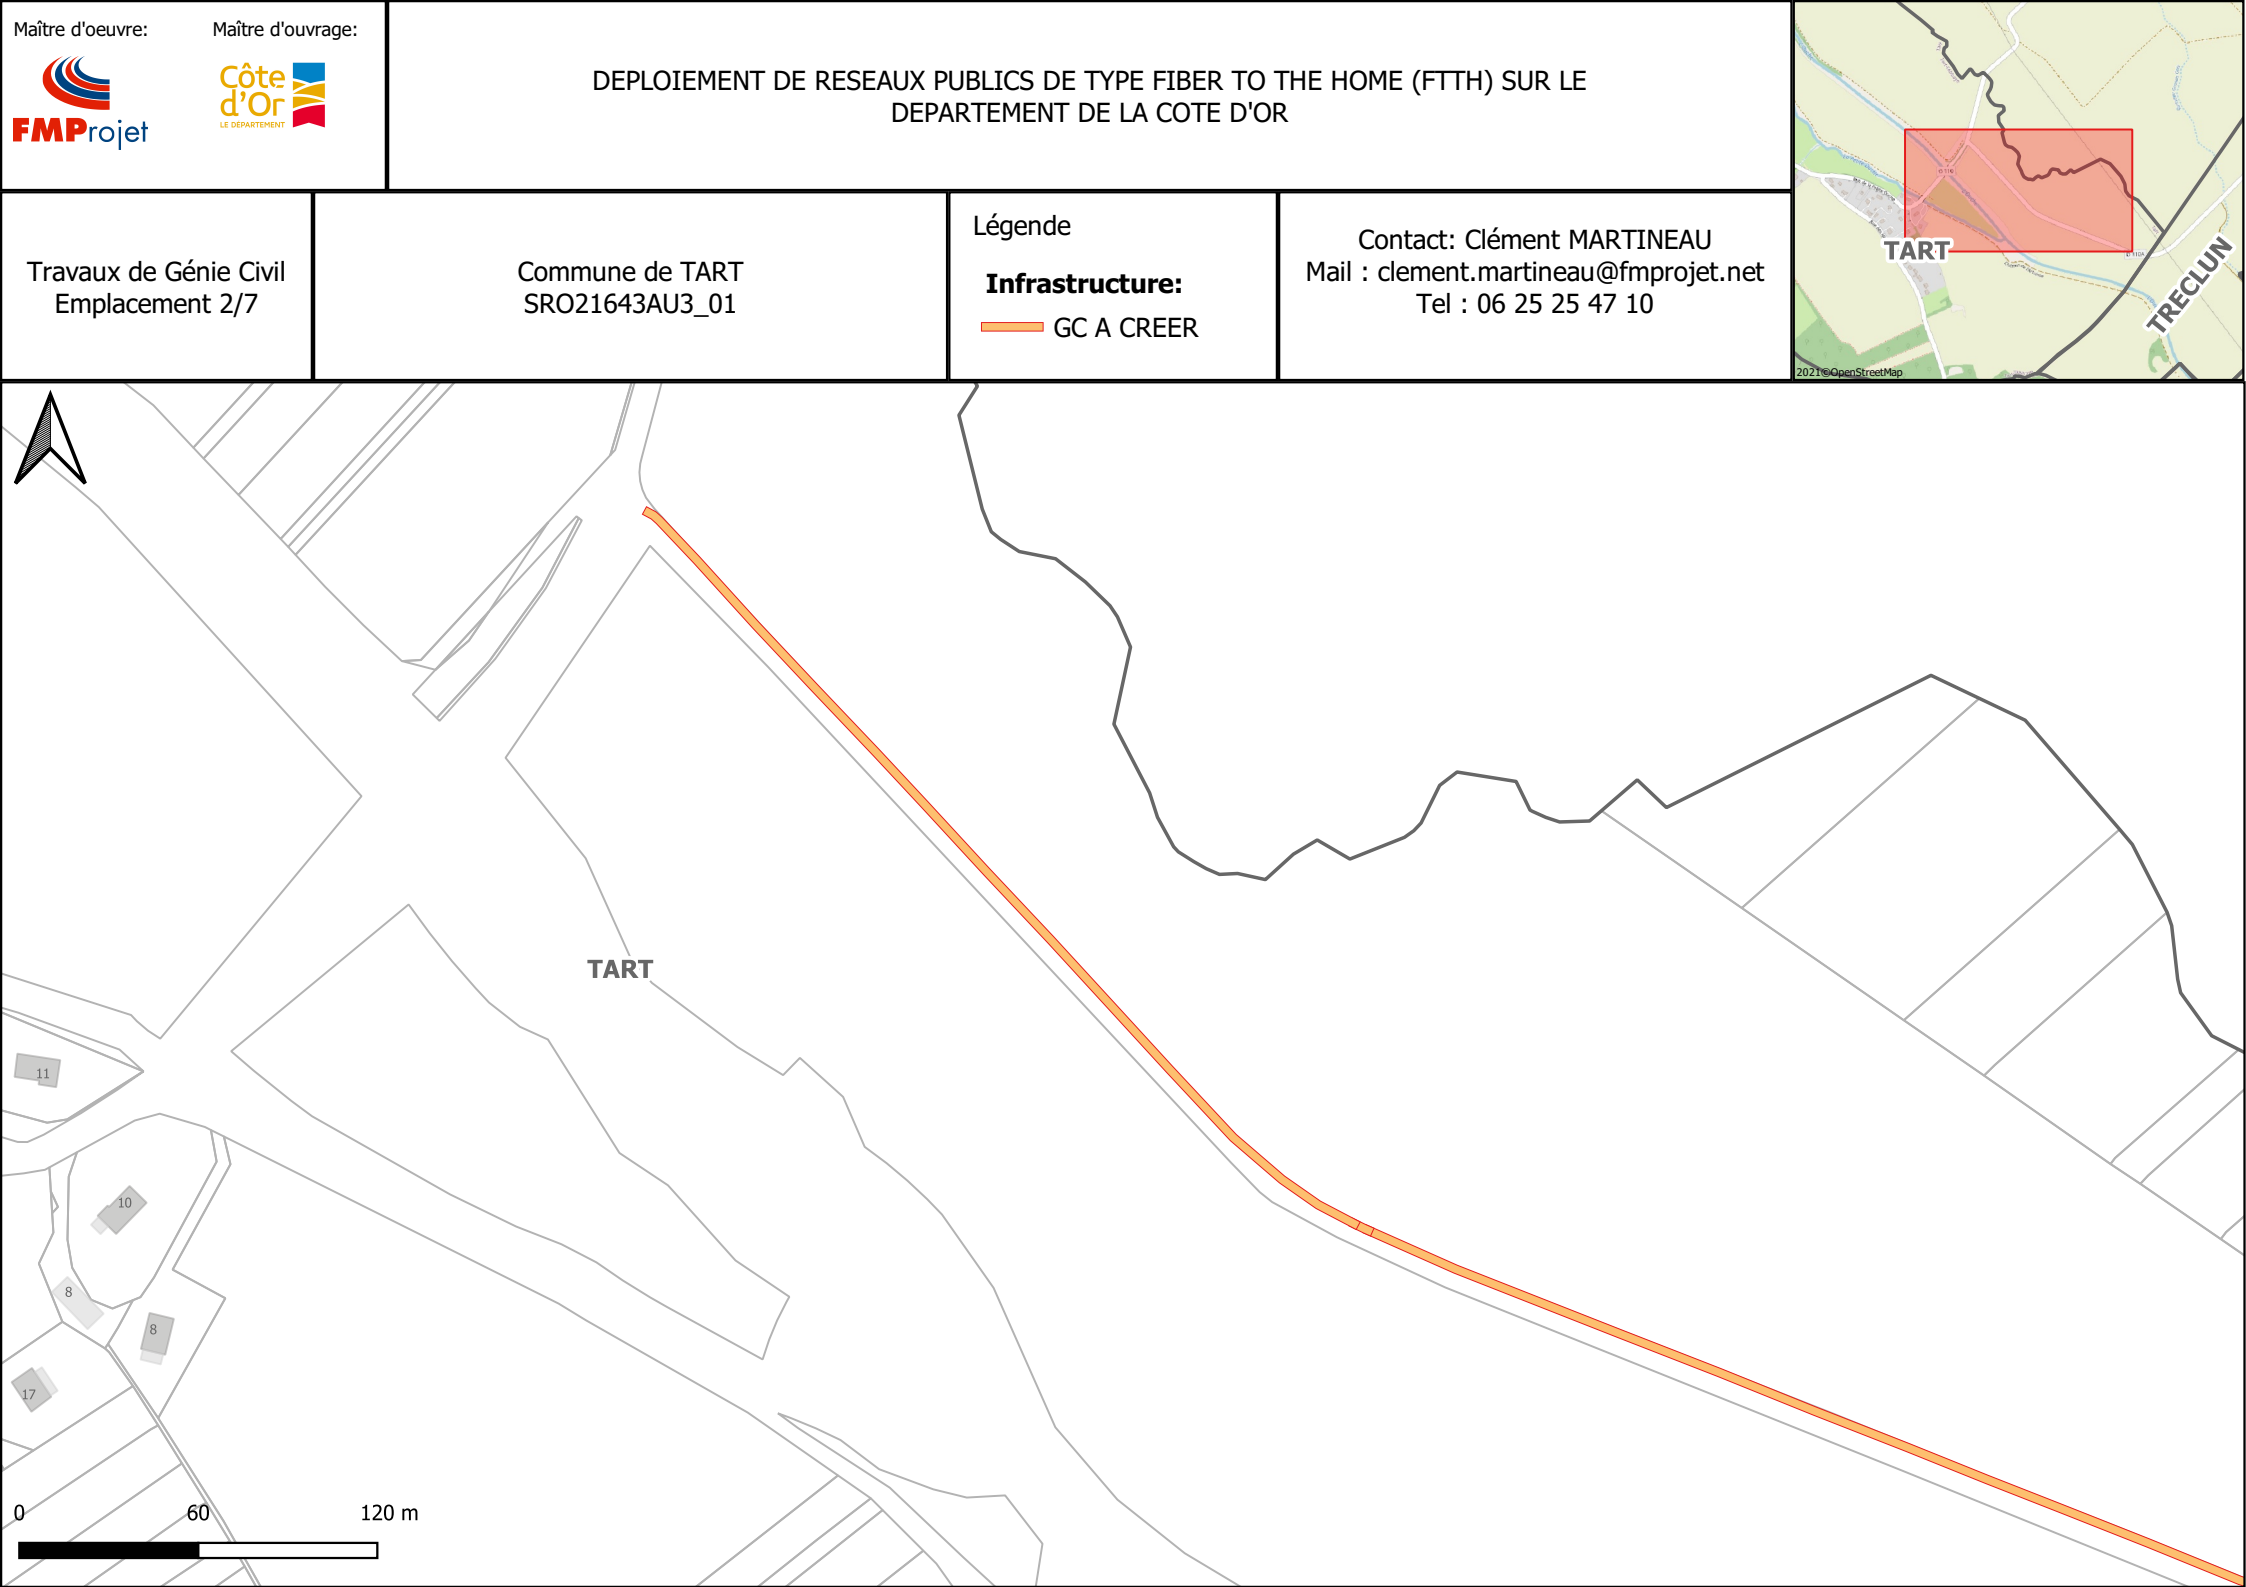 Maître d'oeuvre:
Maître d'ouvrage:
FMProjet
Côte
d'Or
LE DÉPARTEMENT
DEPLOIEMENT DE RESEAUX PUBLICS DE TYPE FIBER TO THE HOME (FTTH) SUR LE
DEPARTEMENT DE LA COTE D'OR
Travaux de Génie Civil
Emplacement 2/7
Commune de TART
SRO21643AU3_01
Légende
Infrastructure:
GC A CREER
Contact: Clément MARTINEAU
Mail : clement.martineau@fmprojet.net
Tel : 06 25 25 47 10
TART
TRECLUN
2021©OpenStreetMap
TART
11
10
8
8
17
0
60
120 m